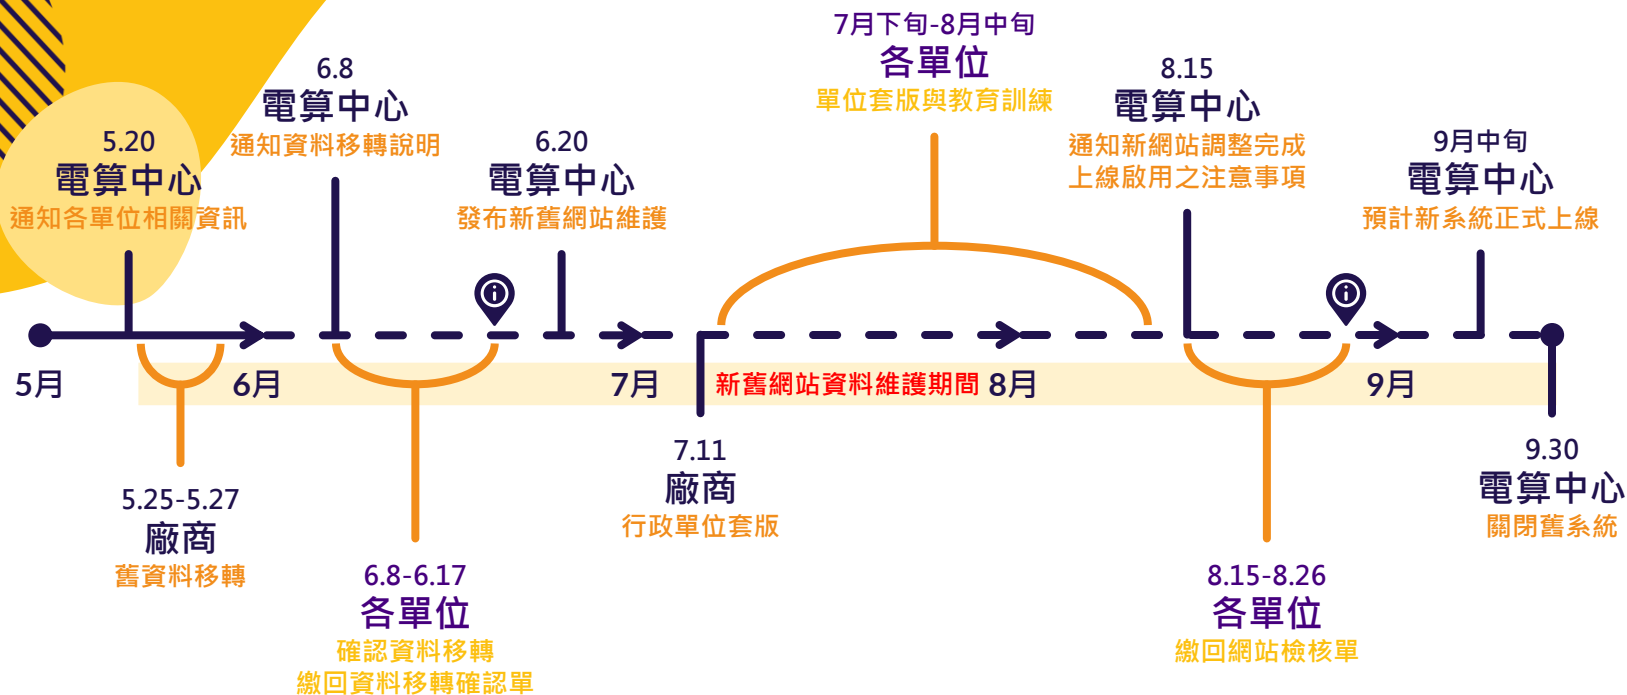 5.20
電算中心
通知各單位相關資訊
6.8
電算中心
通知資料移轉說明
6.20
電算中心
發布新舊網站維護
7月下旬-8月中旬
各單位
單位套版與教育訓練
8.15
電算中心
通知新網站調整完成
上線啟用之注意事項
9月中旬
電算中心
預計新系統正式上線
5月
6月
7月
新舊網站資料維護期間
8月
9月
5.25-5.27
廠商
舊資料移轉
6.8-6.17
各單位
確認資料移轉
繳回資料移轉確認單
7.11
廠商
行政單位套版
8.15-8.26
各單位
繳回網站檢核單
9.30
電算中心
關閉舊系統